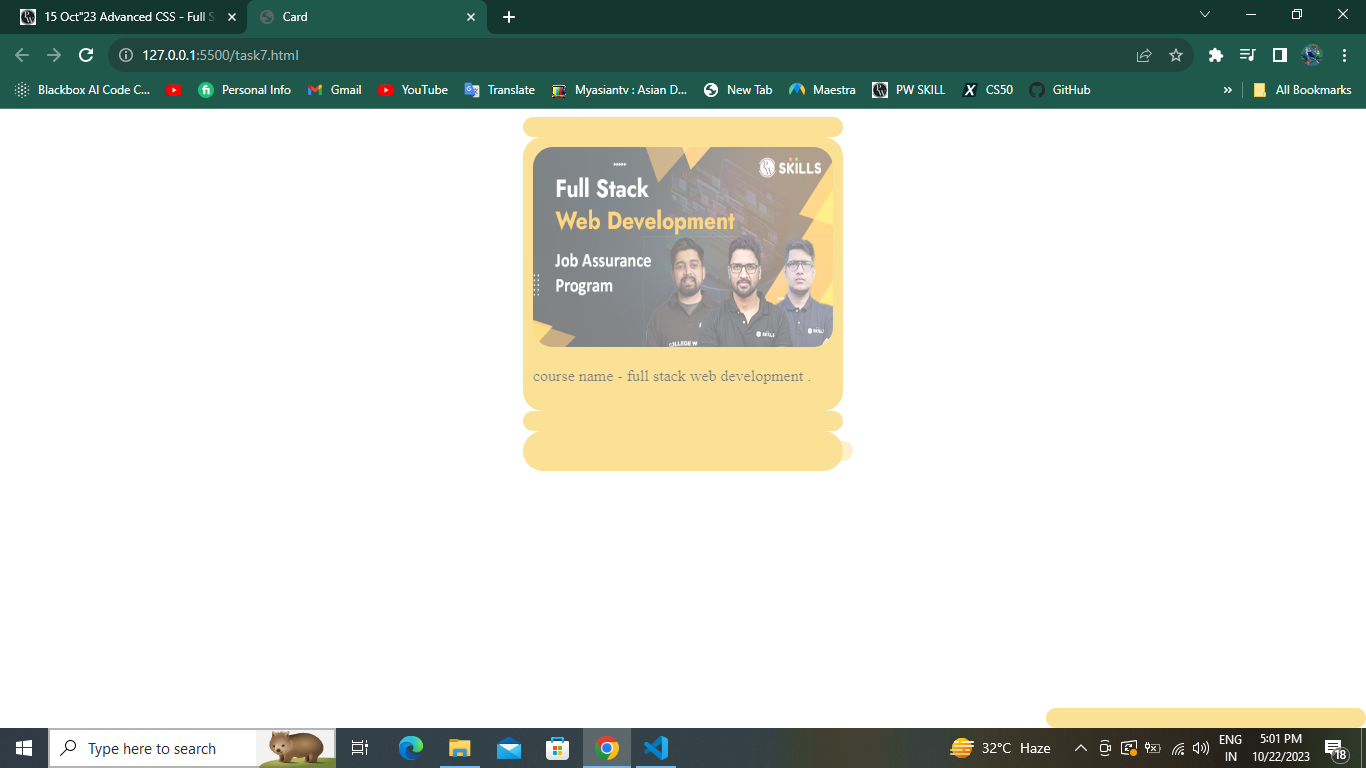 15 Oct"23 Advanced CSS - Full S
Card
127.0.0.1:5500/task7.html
Blackbox AI Code C...
Personal Info
Gmail
YouTube
Translate
Myasiantv : Asian D...
New Tab
Maestra
PW SKILL
CS50
GitHub
»
All Bookmarks
SKILLS
Full Stack
Web Development
Job Assurance
Program
SKILLS
SKILLS
COLLEGE W
course name - full stack web development .
Type here to search
32°C Haze
ENG
IN
5:01 PM
10/22/2023
18